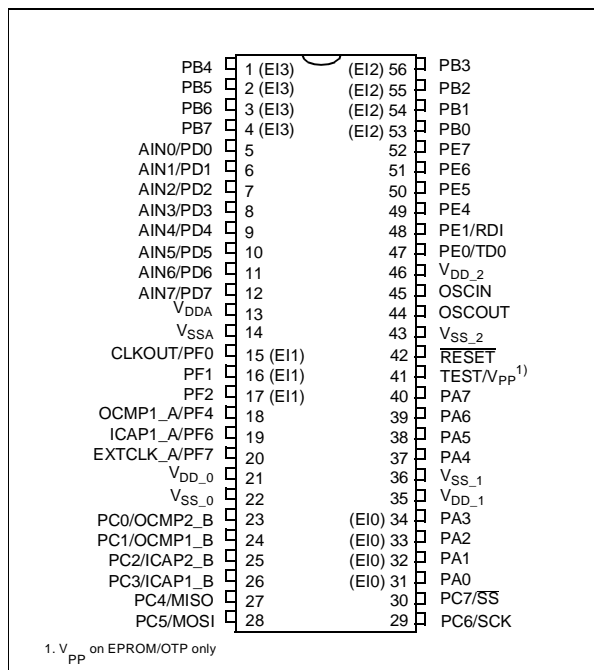 PB4 1 (EI3) (EI2) 56 PB3
PB5 2 (EI3) (EI2) 55 PB2
PB6 3 (EI3) (EI2) 54 PB1
PB7 4 (EI3) (EI2) 53 PB0
AIN0/PD0 5 52 PE7
AIN1/PD1 6 51 PE6
AIN2/PD2 7 50 PE5
AIN3/PD3 8 49 PE4
AIN4/PD4 9 48 PE1/RDI
AIN5/PD5 10 47 PE0/TD0
AIN6/PD6 11 46 VDD_2
AIN7/PD7 12 45 OSCIN
VDDA 13 44 OSCOUT
VSSA 14 43 VSS_2
CLKOUT/PF0 15 (EI1) 42 RESET
PF1 16 (EI1) 41 TEST/VPP1)
PF2 17 (EI1) 40 PA7
OCMP1_A/PF4 18 39 PA6
ICAP1_A/PF6 19 38 PA5
EXTCLK_A/PF7 20 37 PA4
VDD_0 21 36 VSS_1
VSS_0 22 35 VDD_1
PC0/OCMP2_B 23 (EI0) 34 PA3
PC1/OCMP1_B 24 (EI0) 33 PA2
PC2/ICAP2_B 25 (EI0) 32 PA1
PC3/ICAP1_B 26 (EI0) 31 PA0
PC4/MISO 27 30 PC7/SS
PC5/MOSI 28 29 PC6/SCK
1. VPP on EPROM/OTP only